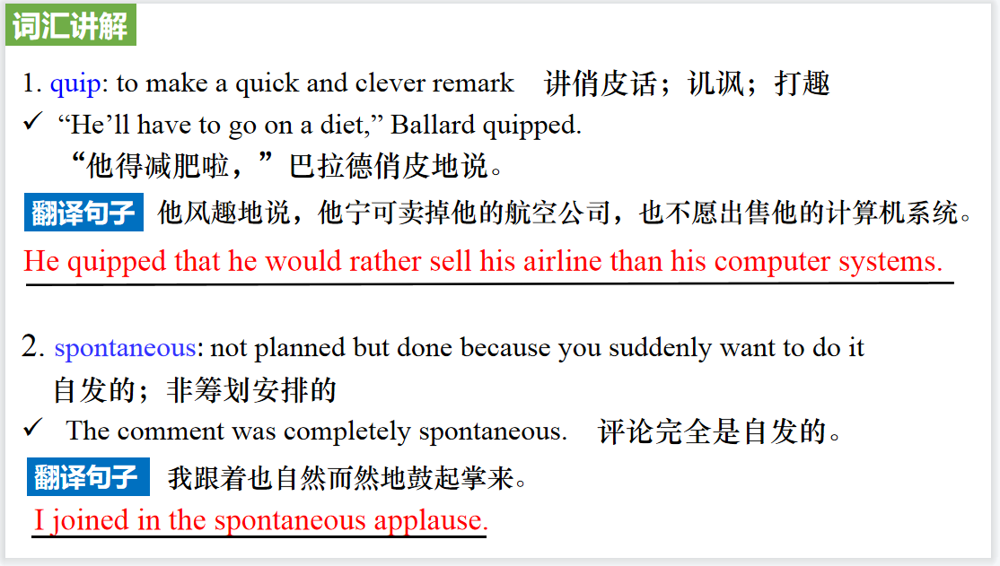 词汇讲解
1. quip: to make a quick and clever remark 讲俏皮话；讥讽；打趣
✓ “He’ll have to go on a diet,” Ballard quipped.
“他得减肥啦，”巴拉德俏皮地说。
翻译句子 他风趣地说，他宁可卖掉他的航空公司，也不愿出售他的计算机系统。
He quipped that he would rather sell his airline than his computer systems.
2. spontaneous: not planned but done because you suddenly want to do it
自发的；非筹划安排的
✓ The comment was completely spontaneous. 评论完全是自发的。
翻译句子 我跟着也自然而然地鼓起掌来。
I joined in the spontaneous applause.